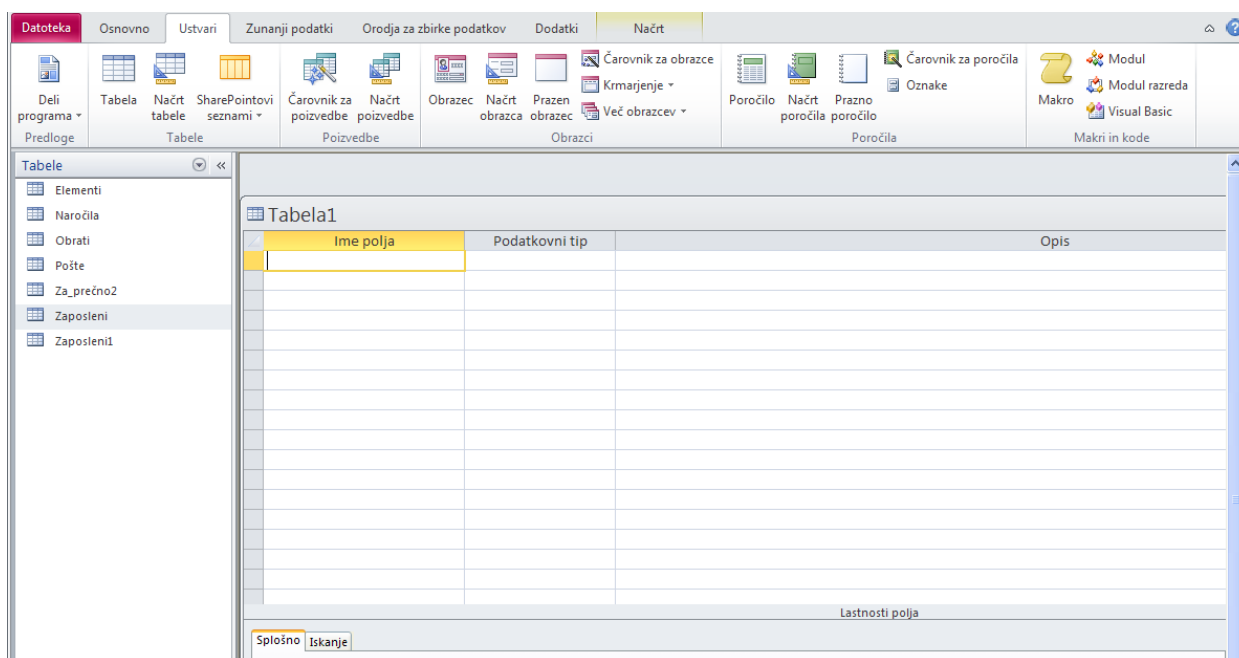 Datoteka Osnovno Ustvari Zunanji podatki Orodja za zbirke podatkov Dodatki Načrt
Deli programa
Tabela
Načrt tabele
SharePointovi seznami
Čarovnik za poizvedbe
Načrt poizvedbe
Obrazec
Načrt obrazca
Prazen obrazec
Čarovnik za obrazce
Krmarjenje
Več obrazcev
Poročilo
Načrt poročila
Prazno poročilo
Čarovnik za poročila
Oznake
Makro
Modul
Modul razreda
Visual Basic
Predloge Tabele Poizvedbe Obrazci Poročila Makri in kode
Tabele
Elementi
Naročila
Obrati
Pošte
Za_prečno2
Zaposleni
Zaposleni1
Tabela1
Ime polja Podatkovni tip Opis
Lastnosti polja
Splošno Iskanje